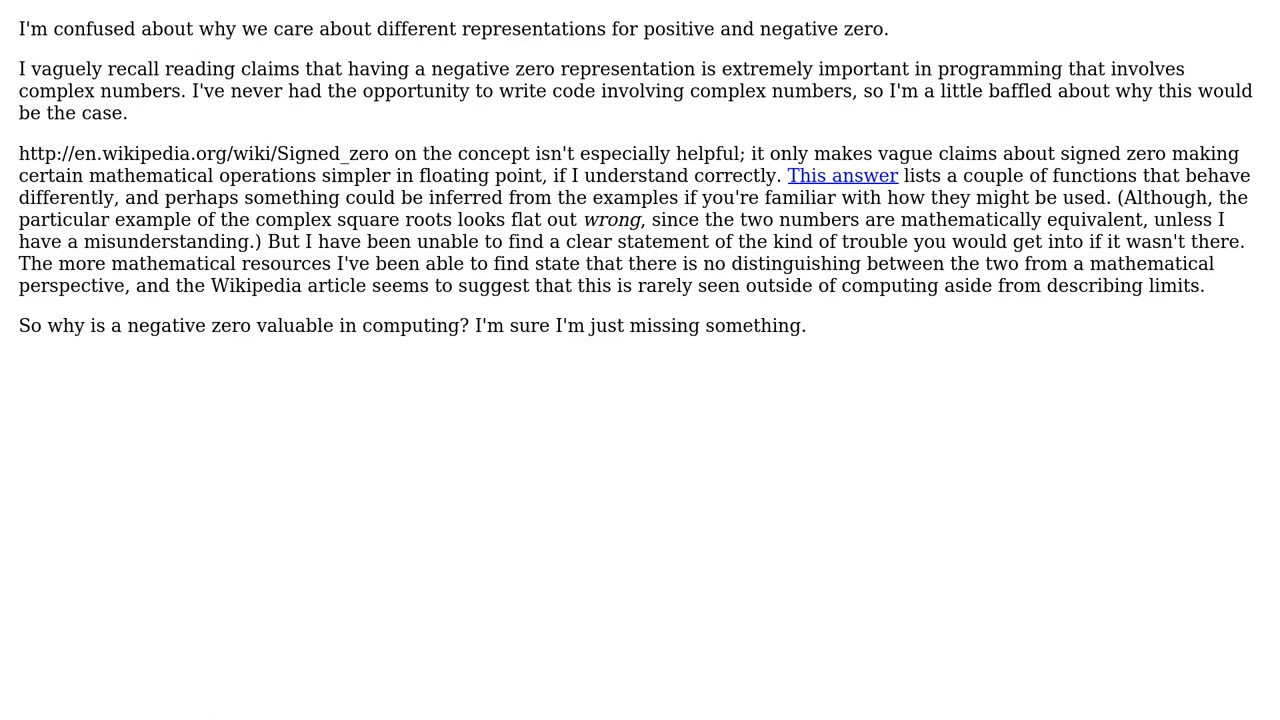 I'm confused about why we care about different representations for positive and negative zero.
I vaguely recall reading claims that having a negative zero representation is extremely important in programming that involves
complex numbers. I've never had the opportunity to write code involving complex numbers, so I'm a little baffled about why this would
be the case.
http://en.wikipedia.org/wiki/Signed_zero on the concept isn't especially helpful; it only makes vague claims about signed zero making
certain mathematical operations simpler in floating point, if I understand correctly. This answer lists a couple of functions that behave
differently, and perhaps something could be inferred from the examples if you're familiar with how they might be used. (Although, the
particular example of the complex square roots looks flat out wrong, since the two numbers are mathematically equivalent, unless I
have a misunderstanding.) But I have been unable to find a clear statement of the kind of trouble you would get into if it wasn't there.
The more mathematical resources I've been able to find state that there is no distinguishing between the two from a mathematical
perspective, and the Wikipedia article seems to suggest that this is rarely seen outside of computing aside from describing limits.
So why is a negative zero valuable in computing? I'm sure I'm just missing something.